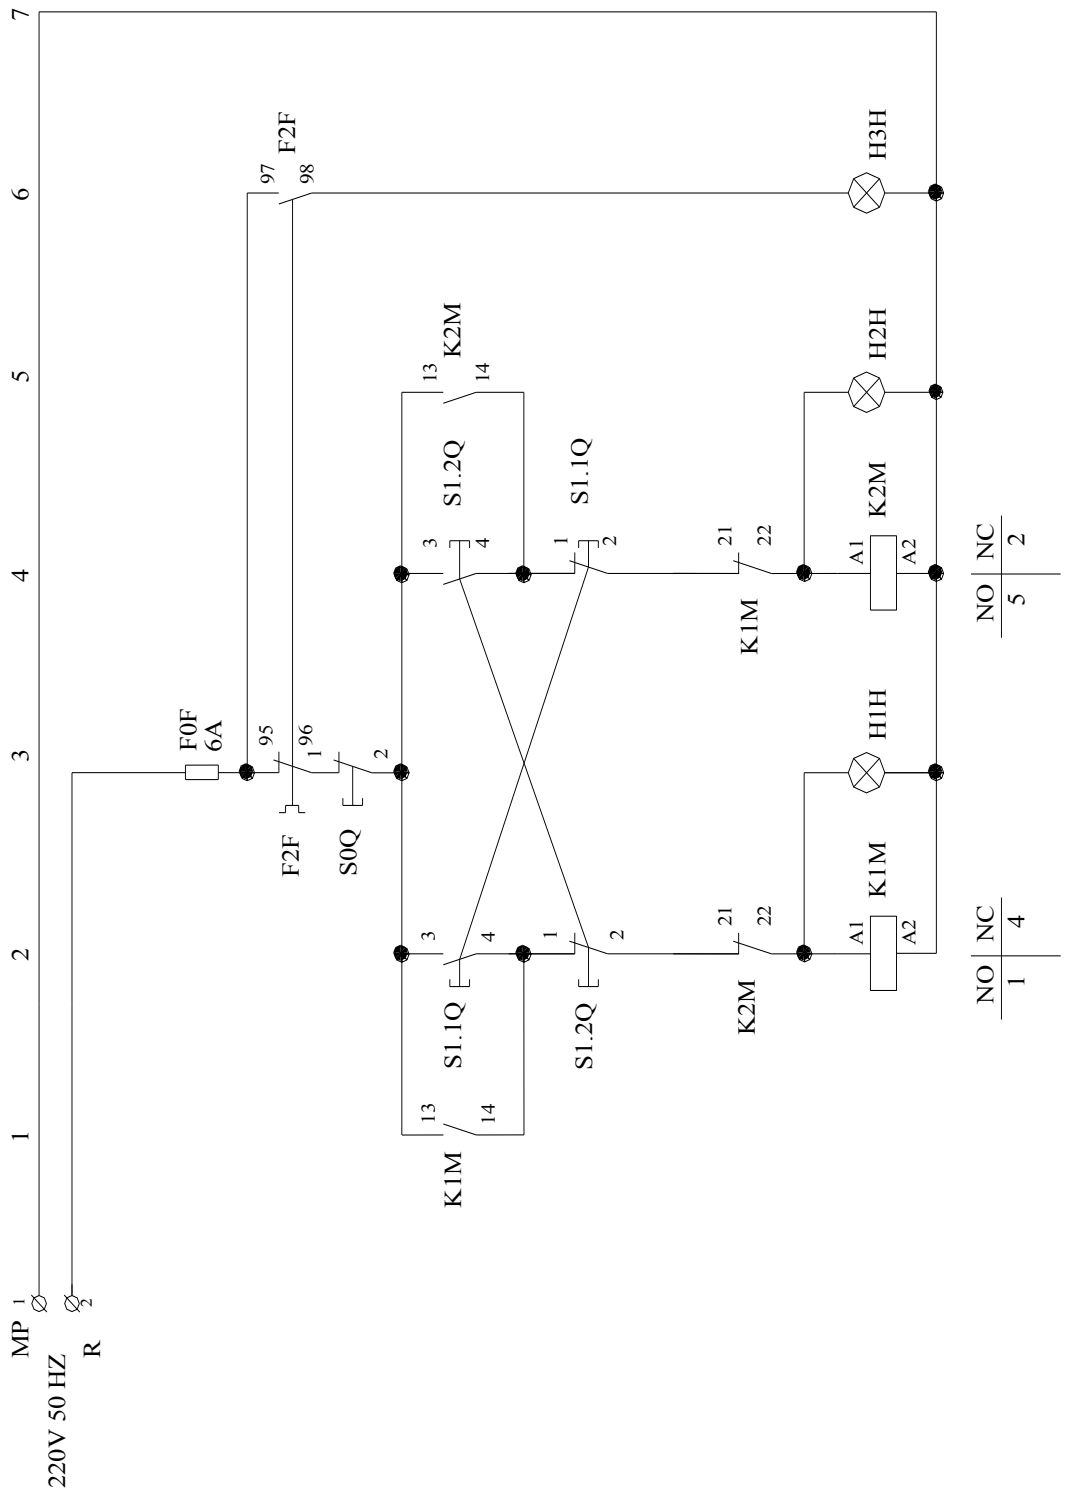 MP 1
220V 50 HZ
R 2
1
2
3
4
5
6
7
F0F
6A
F2F
95
96
S0Q
1
2
F2F
97
98
K1M
13
14
S1.1Q
3
4
S1.2Q
1
2
K2M
21
22
K1M
A1
A2
H1H
S1.2Q
3
4
K2M
13
14
S1.1Q
1
2
K1M
21
22
K2M
A1
A2
H2H
H3H
NO NC
1 4
NO NC
5 2